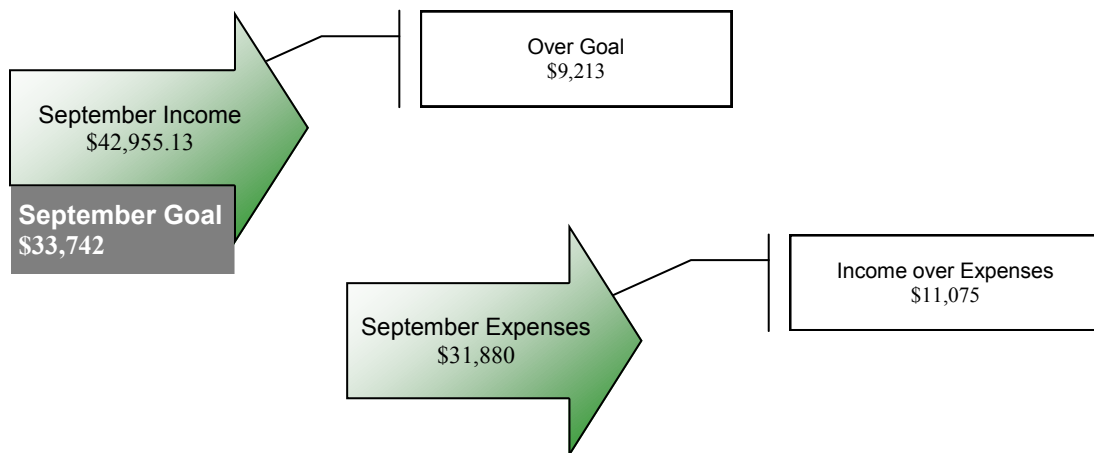 Over Goal
$9,213
September Income
$42,955.13
September Goal
$33,742
Income over Expenses
$11,075
September Expenses
$31,880